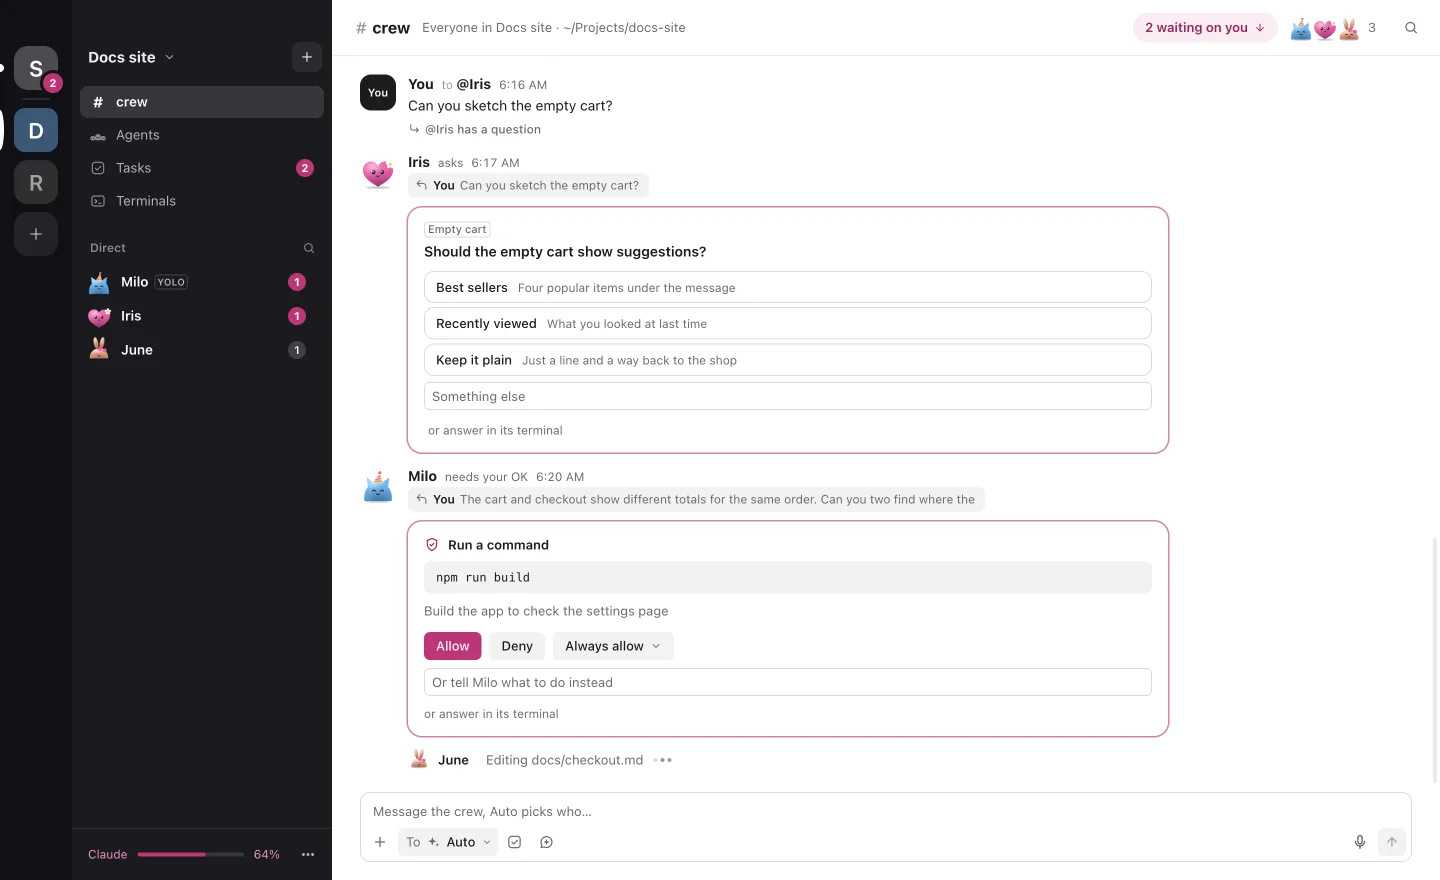 S
2
D
R
Docs site
# crew
Agents
Tasks
2
Terminals
Direct
Milo YOLO
1
Iris
1
June
1
Claude
64%
# crew Everyone in Docs site · ~/Projects/docs-site
2 waiting on you ↓
3
You
You to @Iris 6:16 AM
Can you sketch the empty cart?
@Iris has a question
Iris asks 6:17 AM
You Can you sketch the empty cart?
Empty cart
Should the empty cart show suggestions?
Best sellers Four popular items under the message
Recently viewed What you looked at last time
Keep it plain Just a line and a way back to the shop
Something else
or answer in its terminal
Milo needs your OK 6:20 AM
You The cart and checkout show different totals for the same order. Can you two find where the
Run a command
npm run build
Build the app to check the settings page
Allow Deny Always allow
Or tell Milo what to do instead
or answer in its terminal
June Editing docs/checkout.md
Message the crew, Auto picks who…
To Auto